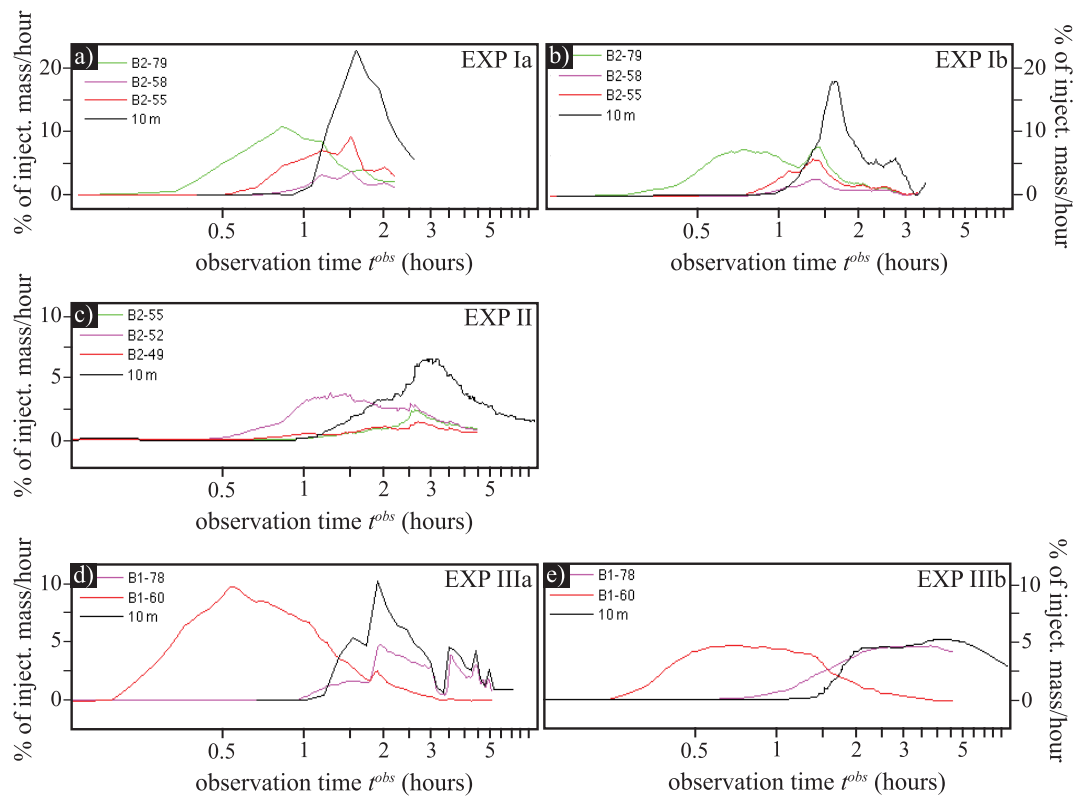 a)
EXP Ia
B2-79
B2-58
B2-55
10 m
20
10
0
% of inject. mass/hour
0.5 1 2 3 5
observation time t^obs (hours)
b)
EXP Ib
B2-79
B2-58
B2-55
10 m
20
10
0
% of inject. mass/hour
0.5 1 2 3 5
observation time t^obs (hours)
c)
EXP II
B2-55
B2-52
B2-49
10 m
10
5
0
% of inject. mass/hour
0.5 1 2 3 5
observation time t^obs (hours)
d)
EXP IIIa
B1-78
B1-60
10 m
10
5
0
% of inject. mass/hour
0.5 1 2 3 5
observation time t^obs (hours)
e)
EXP IIIb
B1-78
B1-60
10 m
10
5
0
% of inject. mass/hour
0.5 1 2 3 5
observation time t^obs (hours)